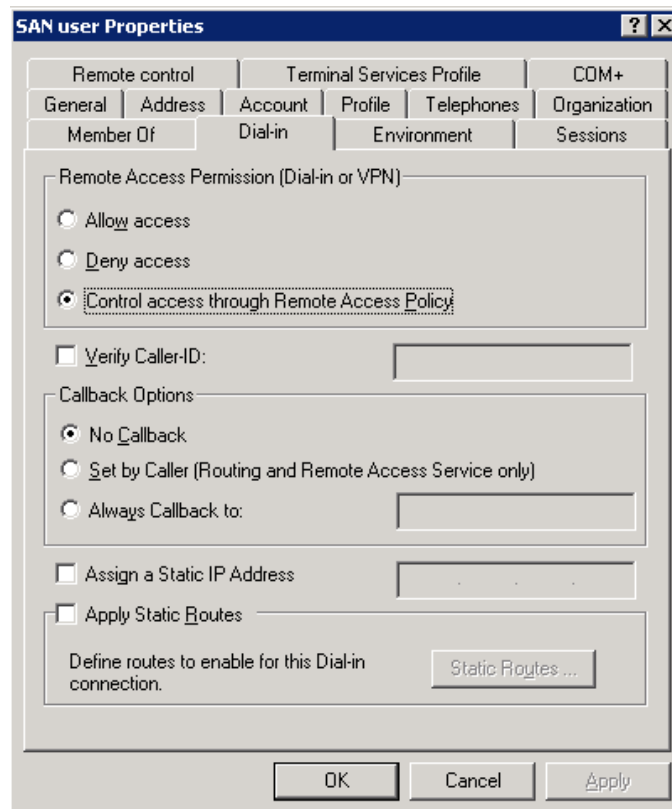 SAN user Properties
Remote control Terminal Services Profile COM+
General Address Account Profile Telephones Organization
Member Of Dial-in Environment Sessions
Remote Access Permission (Dial-in or VPN)
Allow access
Deny access
Control access through Remote Access Policy
Verify Caller-ID:
Callback Options
No Callback
Set by Caller (Routing and Remote Access Service only)
Always Callback to:
Assign a Static IP Address
Apply Static Routes
Define routes to enable for this Dial-in
connection.
Static Routes ...
OK Cancel Apply